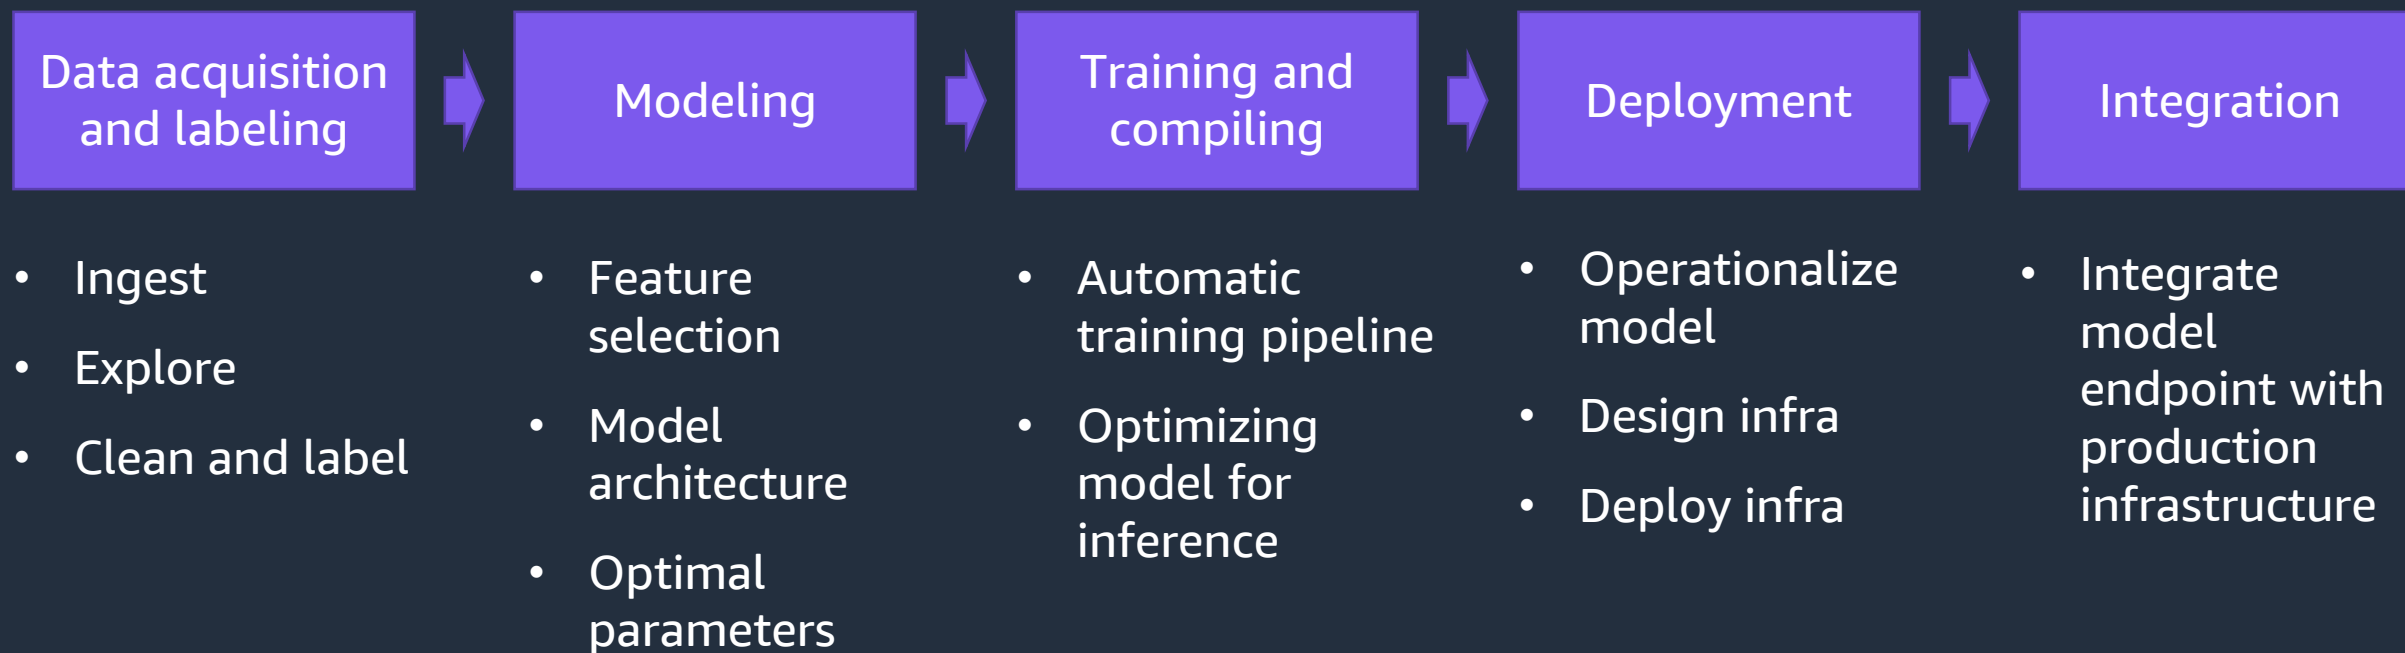 Data acquisition
and labeling
Modeling
Training and
compiling
Deployment
Integration
• Ingest
• Explore
• Clean and label
• Feature
selection
• Model
architecture
• Optimal
parameters
• Automatic
training pipeline
• Optimizing
model for
inference
• Operationalize
model
• Design infra
• Deploy infra
• Integrate
model
endpoint with
production
infrastructure